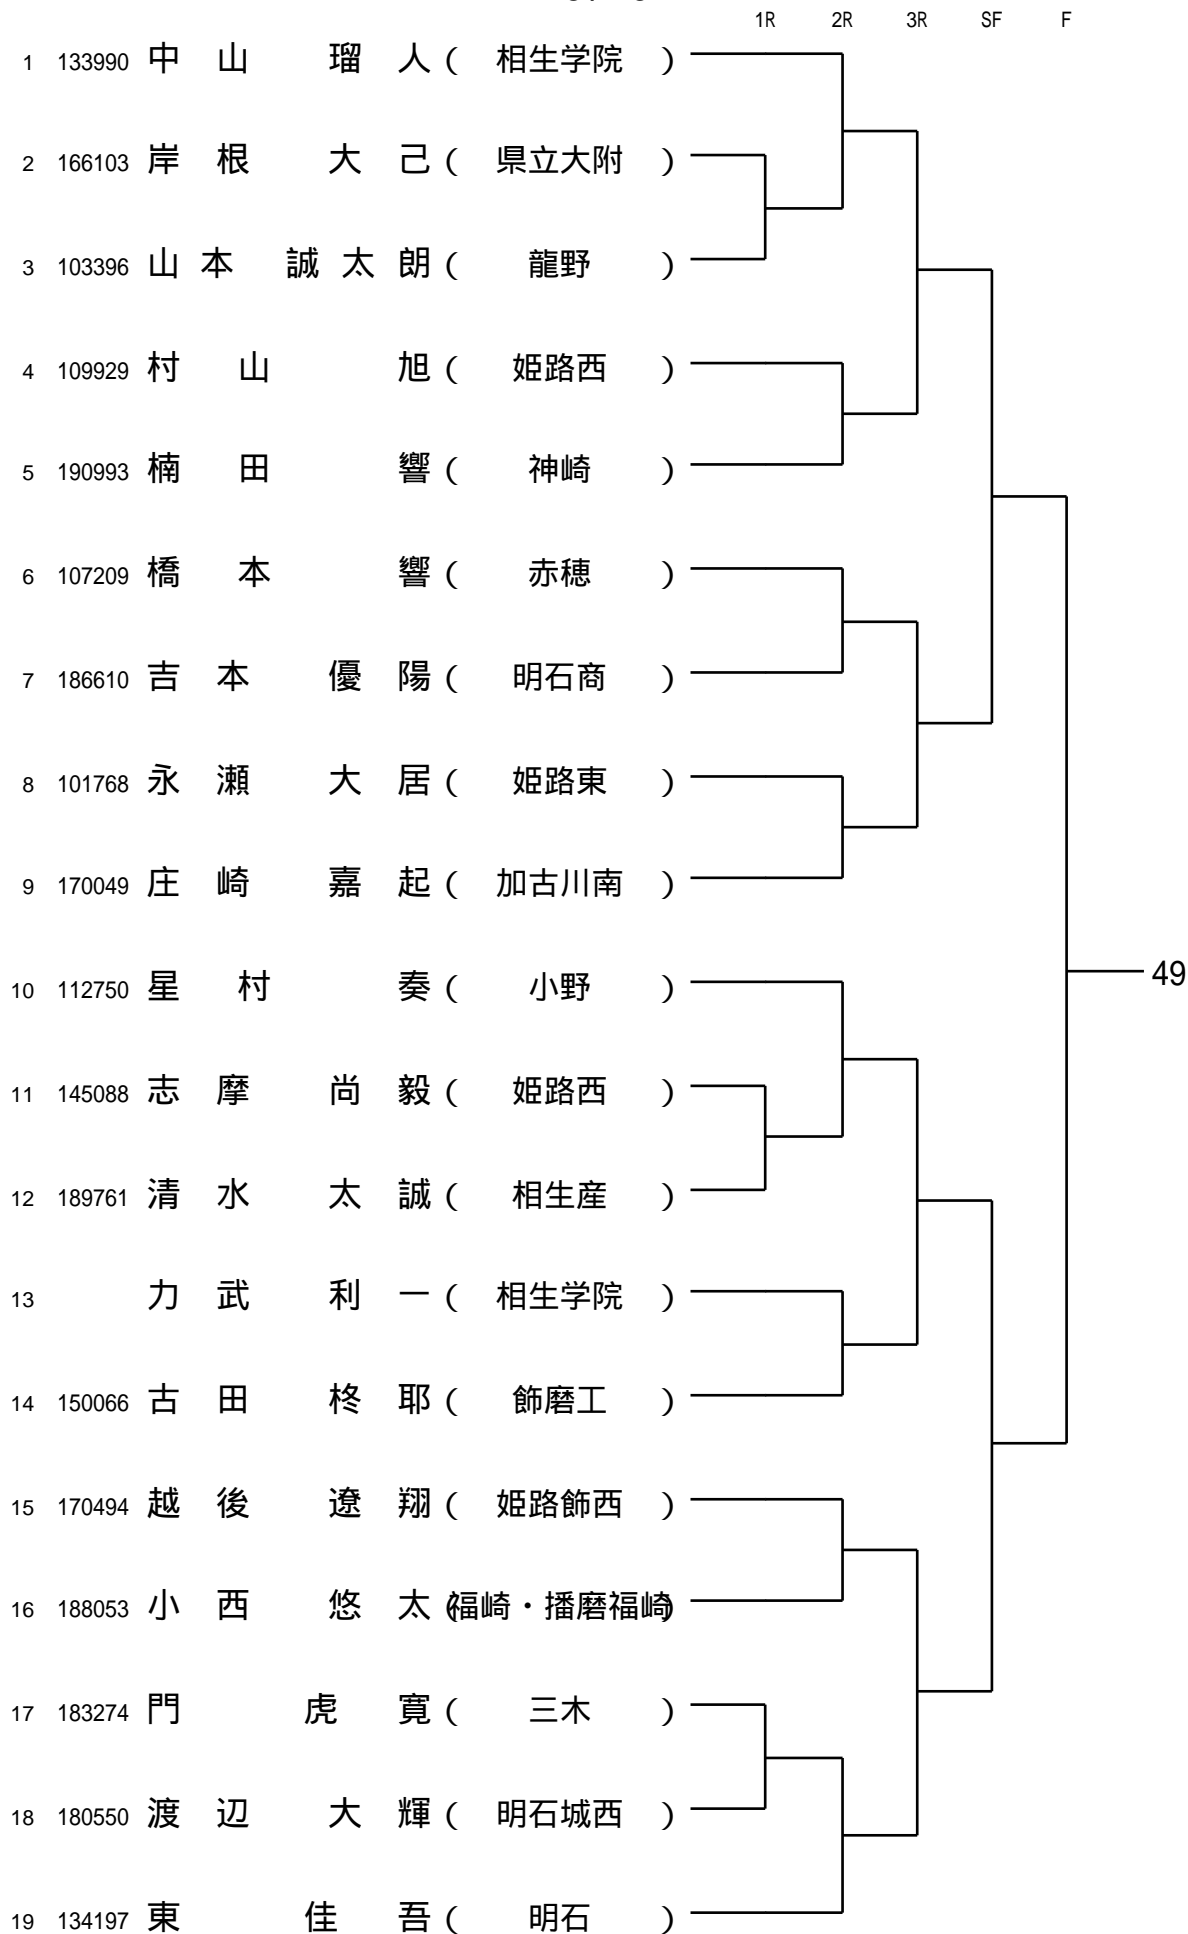 1R 2R 3R SF F
1 133990 中山 瑠人 ( 相生学院 )
2 166103 岸根 大己 ( 県立大附 )
3 103396 山本 誠太朗 ( 龍野 )
4 109929 村山 旭 ( 姫路西 )
5 190993 楠田 響 ( 神崎 )
6 107209 橋本 響 ( 赤穂 )
7 186610 吉本 優陽 ( 明石商 )
8 101768 永瀬 大居 ( 姫路東 )
9 170049 庄崎 嘉起 ( 加古川南 )
49
10 112750 星村 奏 ( 小野 )
11 145088 志摩 尚毅 ( 姫路西 )
12 189761 清水 太誠 ( 相生産 )
13 力武 利一 ( 相生学院 )
14 150066 古田 柊耶 ( 飾磨工 )
15 170494 越後 遼翔 ( 姫路飾西 )
16 188053 小西 悠太 (福崎・播磨福崎)
17 183274 門 虎寛 ( 三木 )
18 180550 渡辺 大輝 ( 明石城西 )
19 134197 東 佳吾 ( 明石 )